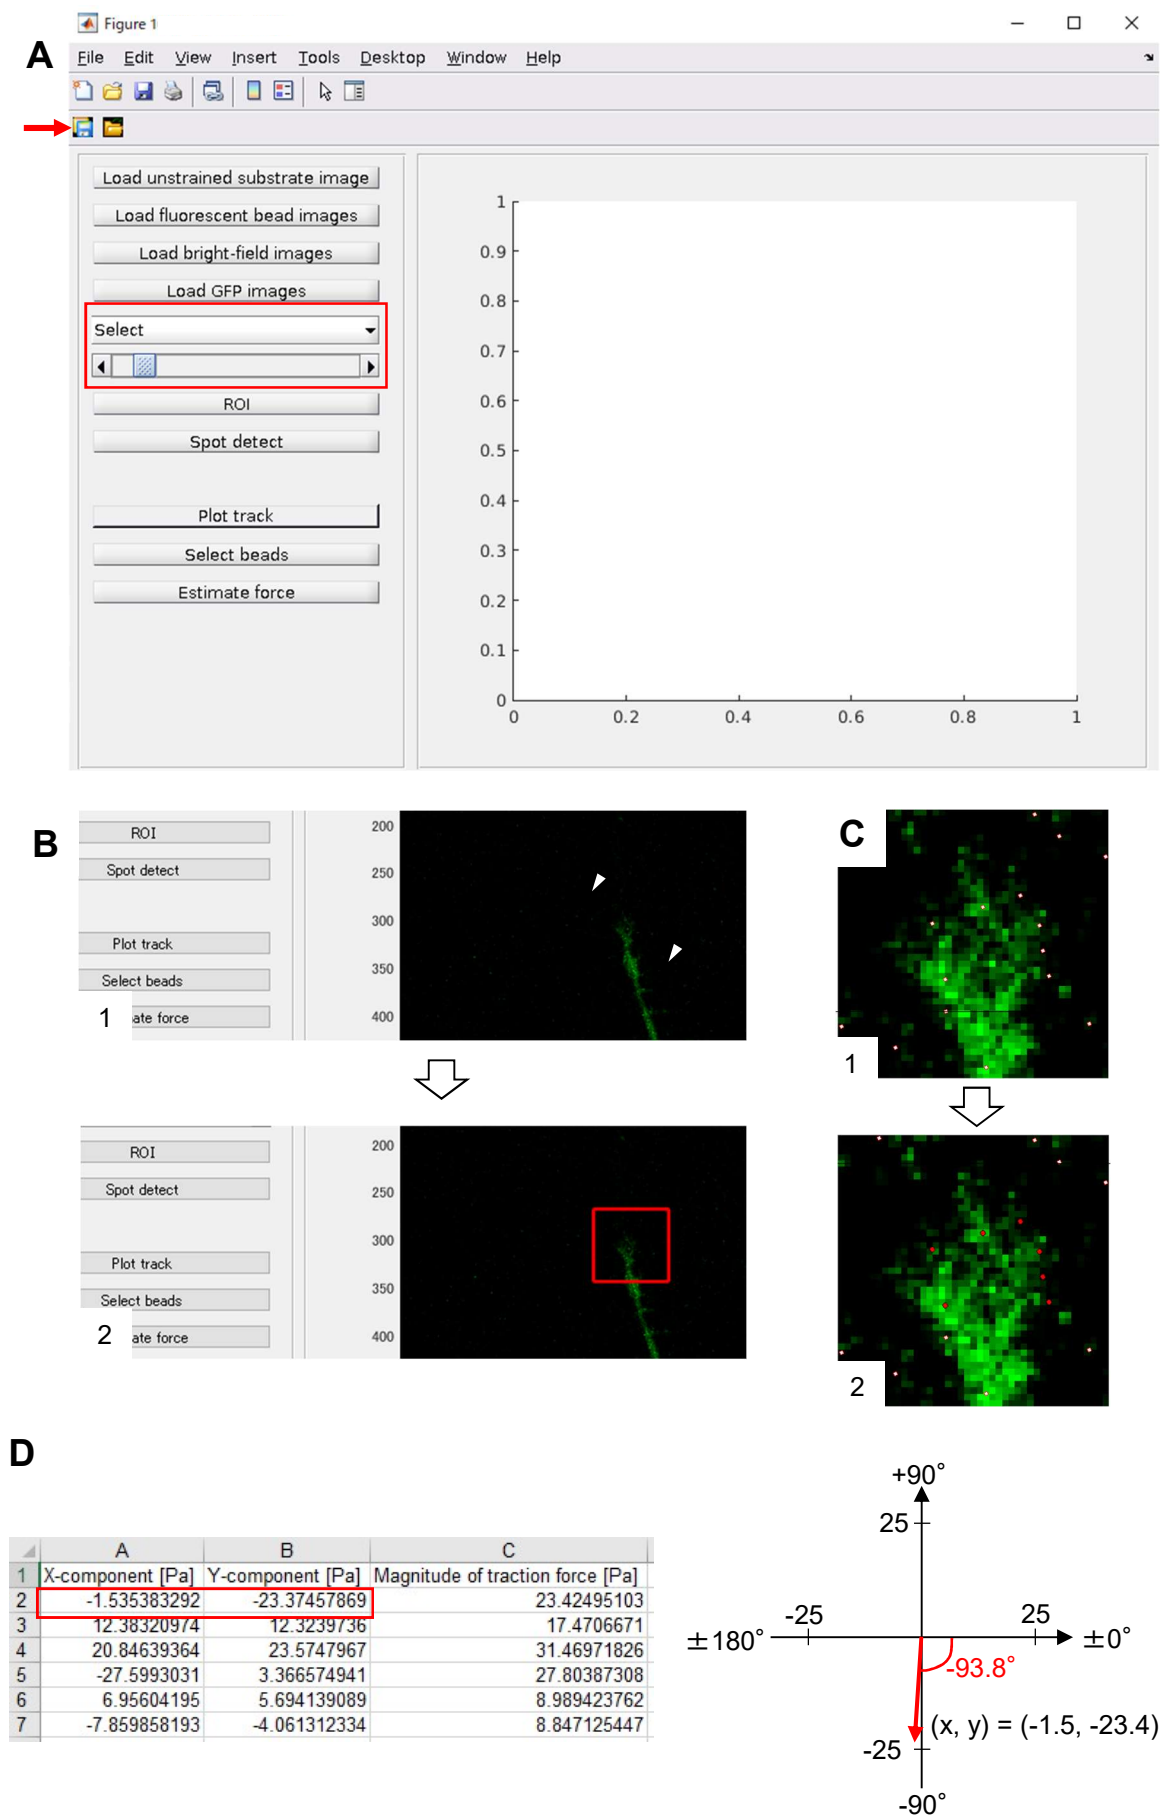 A
Figure 1
File Edit View Insert Tools Desktop Window Help
Load unstrained substrate image
Load fluorescent bead images
Load bright-field images
Load GFP images
Select
ROI
Spot detect
Plot track
Select beads
Estimate force
1
0.9
0.8
0.7
0.6
0.5
0.4
0.3
0.2
0.1
0
0 0.2 0.4 0.6 0.8 1
B
ROI
Spot detect
Plot track
Select beads
1 ate force
200
250
300
350
400
ROI
Spot detect
Plot track
Select beads
2 ate force
200
250
300
350
400
C
1
2
D
A B C
1 X-component [Pa] Y-component [Pa] Magnitude of traction force [Pa]
2 -1.535383292 -23.37457869 23.42495103
3 12.38320974 12.3239736 17.4706671
4 20.84639364 23.5747967 31.46971826
5 -27.5993031 3.366574941 27.80387308
6 6.95604195 5.694139089 8.989423762
7 -7.859858193 -4.061312334 8.847125447
+90°
25
-25 25
±180° ±0°
-93.8°
(x, y) = (-1.5, -23.4)
-25
-90°